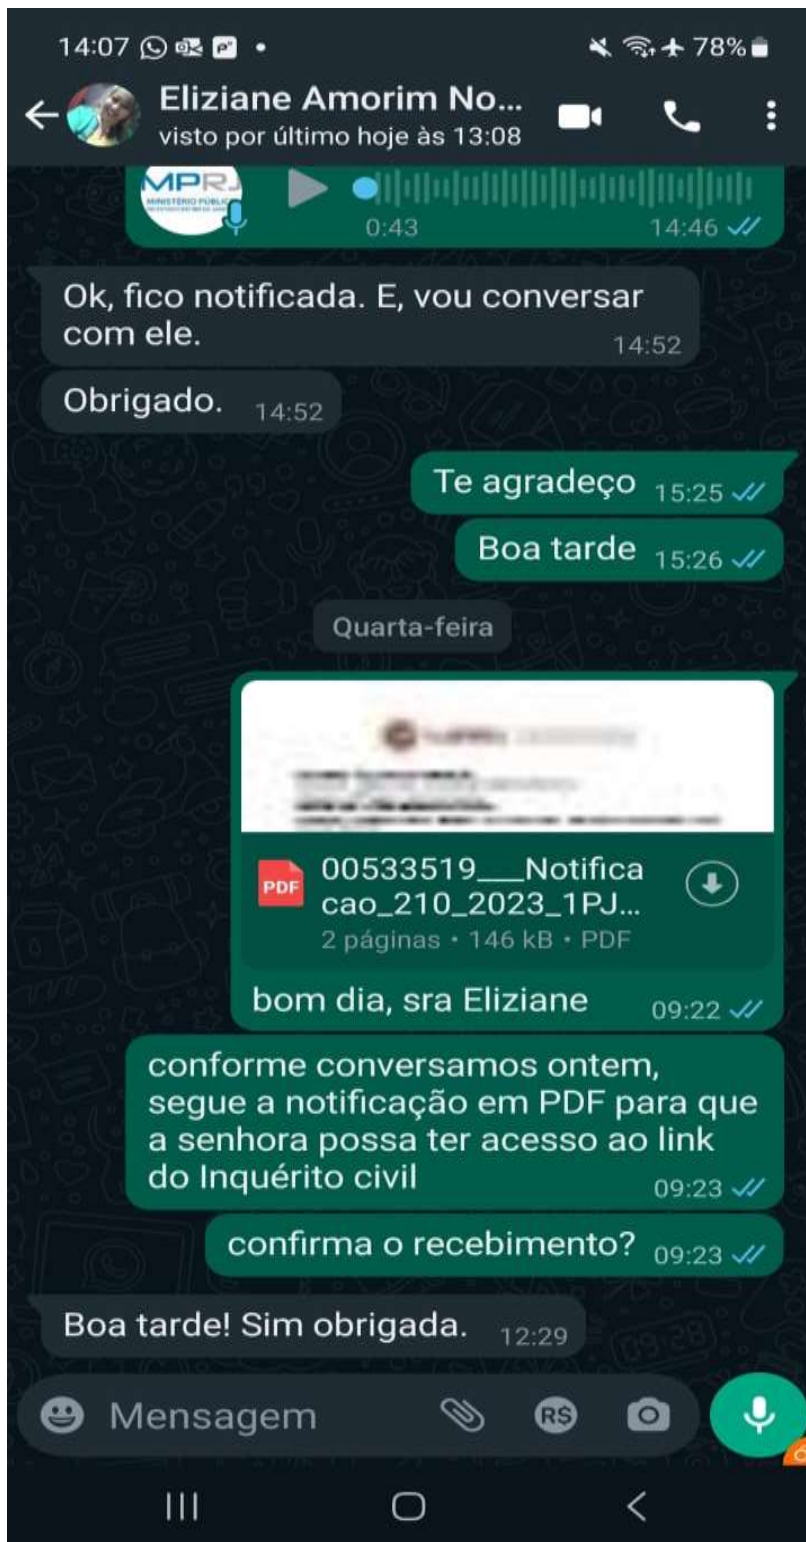 14:07
78%
Eliziane Amorim No...
visto por último hoje às 13:08
MPRJ
MINISTÉRIO PÚBLICO
0:43
14:46
Ok, fico notificada. E, vou conversar
com ele.
14:52
Obrigado. 14:52
Te agradeço 15:25
Boa tarde 15:26
Quarta-feira
PDF
00533519___Notifica
cao_210_2023_1PJ...
2 páginas • 146 kB • PDF
bom dia, sra Eliziane 09:22
conforme conversamos ontem,
segue a notificação em PDF para que
a senhora possa ter acesso ao link
do Inquérito civil
09:23
confirma o recebimento? 09:23
Boa tarde! Sim obrigada. 12:29
Mensagem
R$